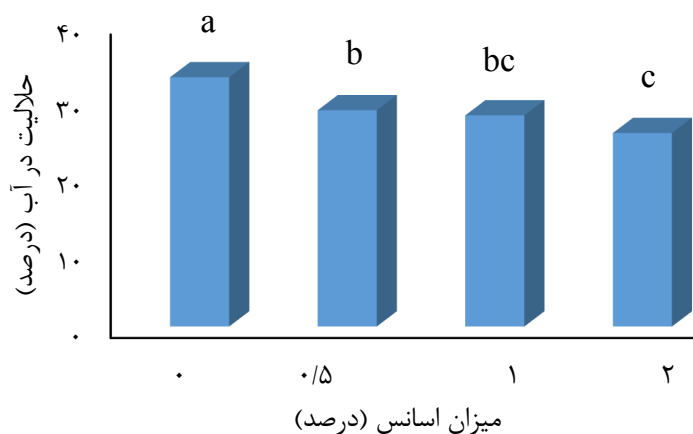 حلالیت در آب (درصد)
۴۰
۳۰
۲۰
۱۰
۰
a
b
bc
c
۰
۰/۵
۱
۲
میزان اسانس (درصد)